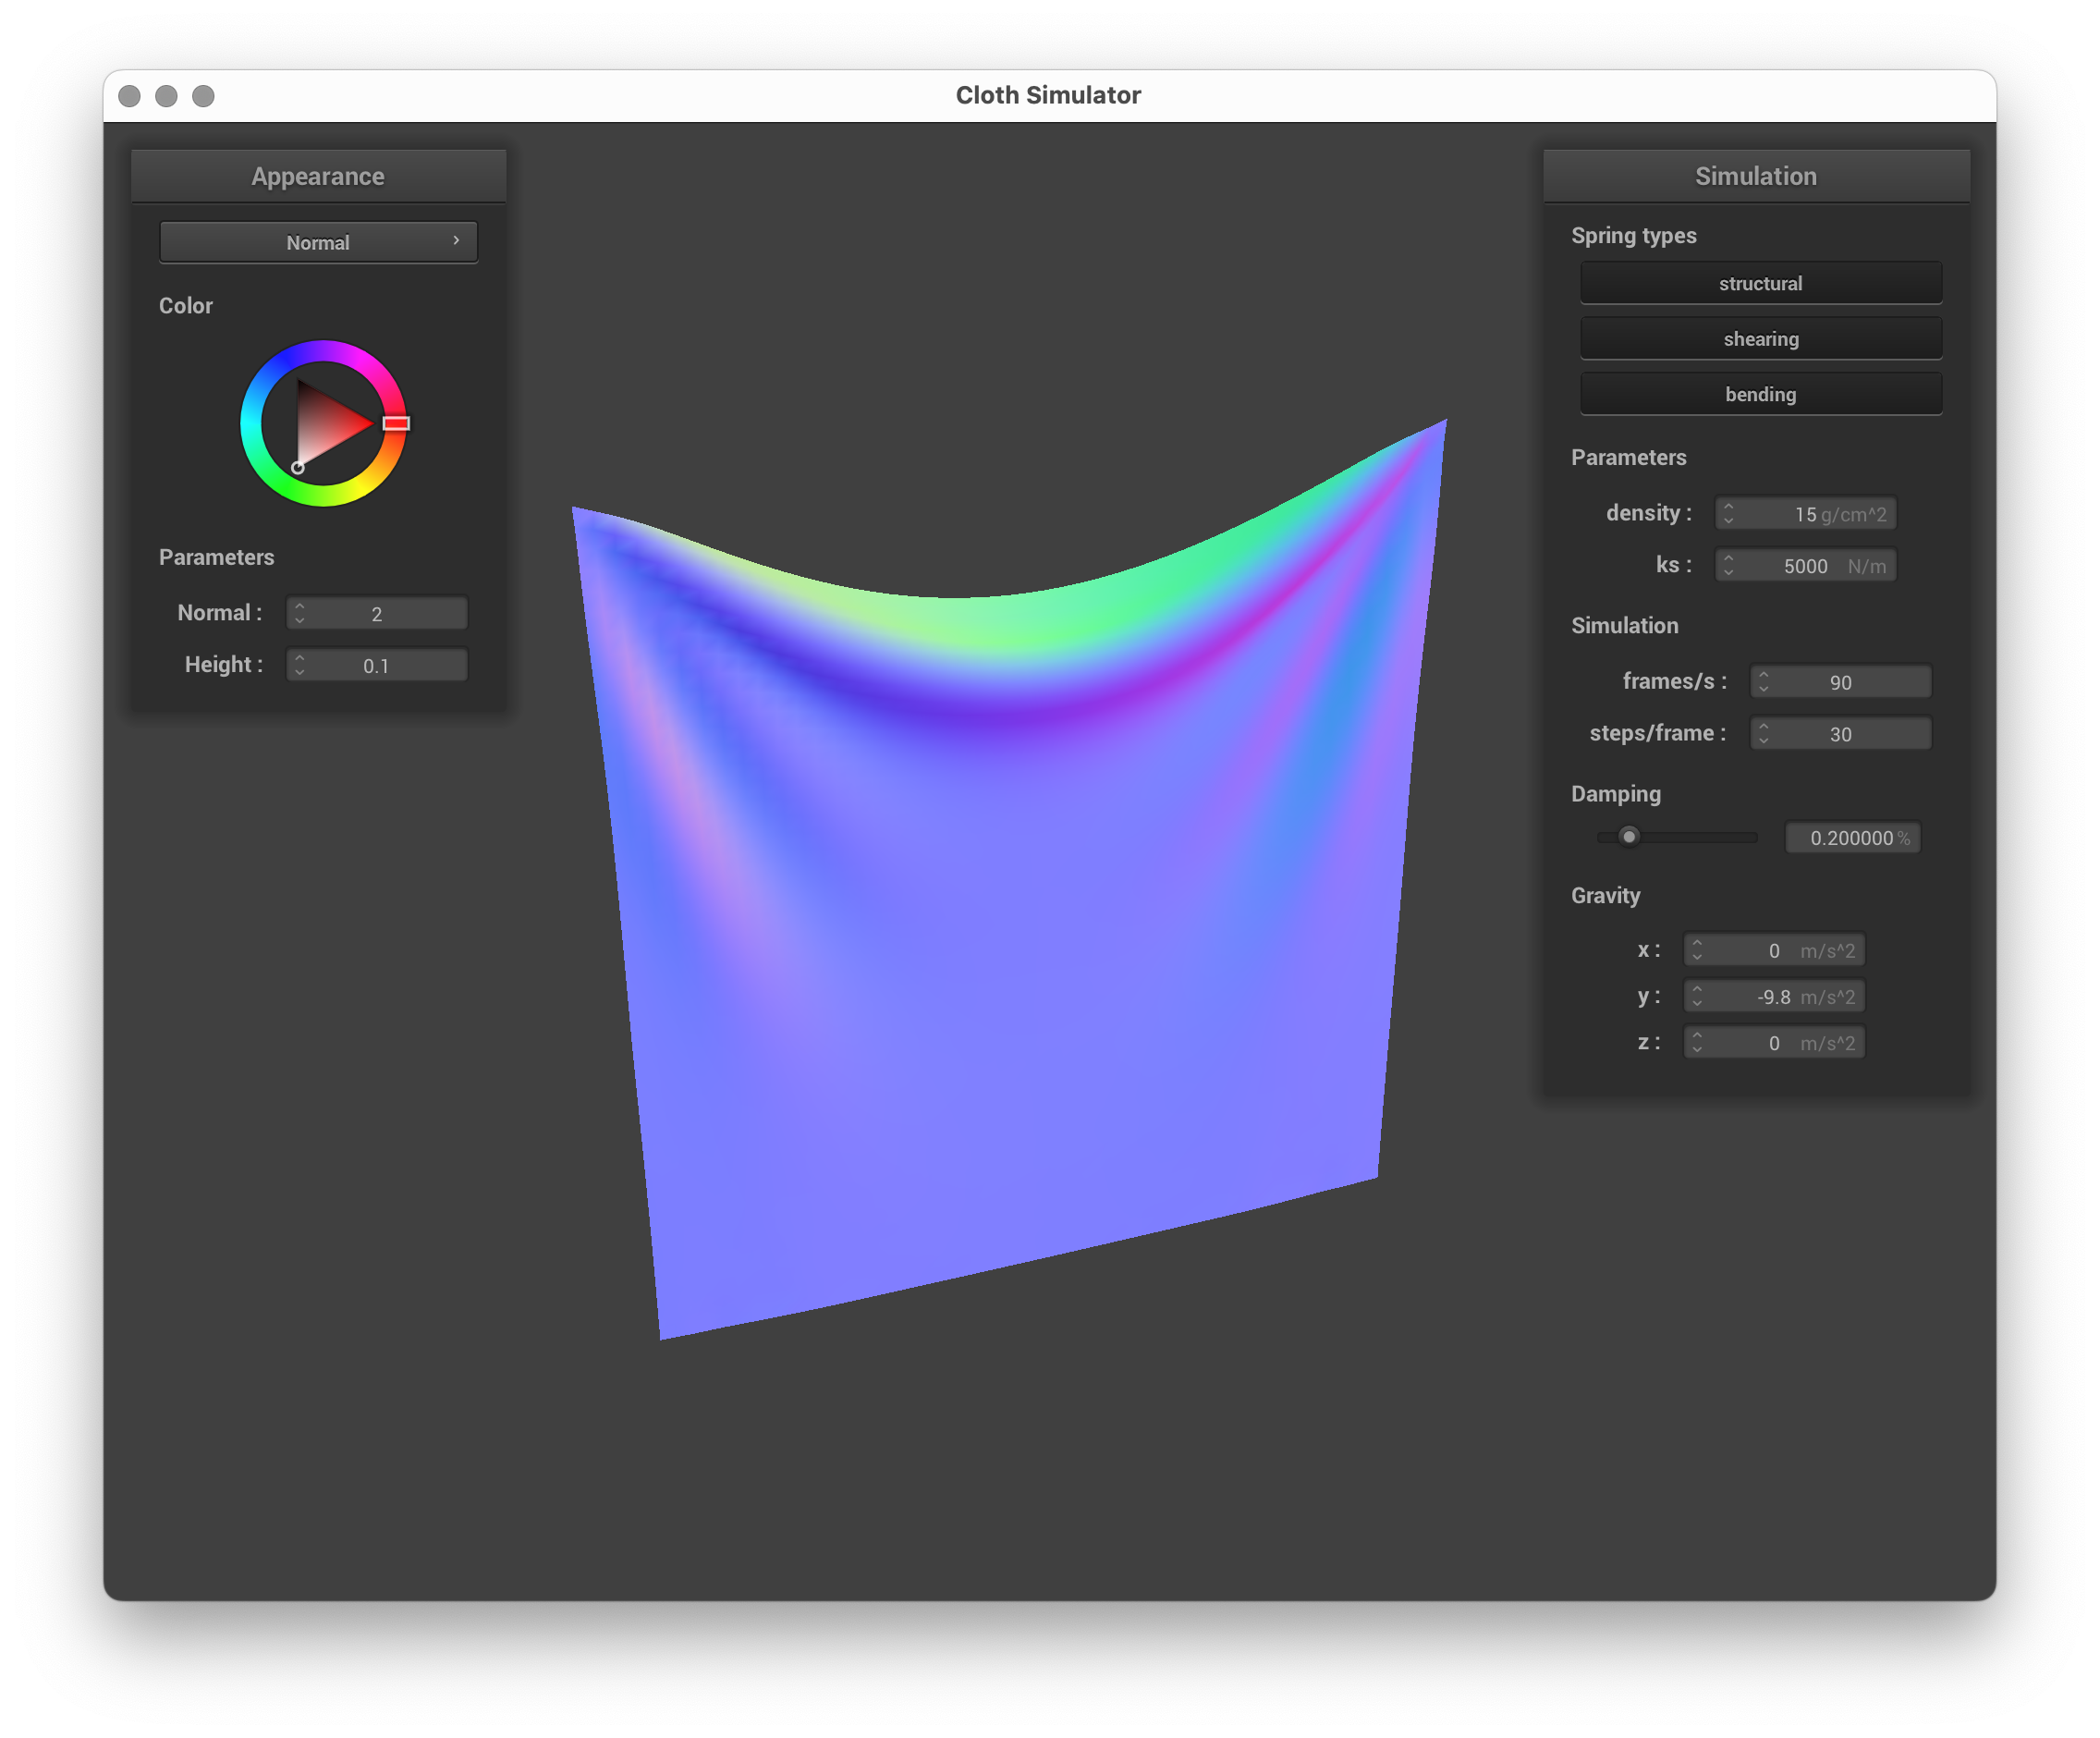 Cloth Simulator
Appearance
Normal
Color
Parameters
Normal : 2
Height : 0.1
Simulation
Spring types
structural
shearing
bending
Parameters
density : 15 g/cm^2
ks : 5000 N/m
Simulation
frames/s : 90
steps/frame : 30
Damping
0.200000 %
Gravity
x : 0 m/s^2
y : -9.8 m/s^2
z : 0 m/s^2